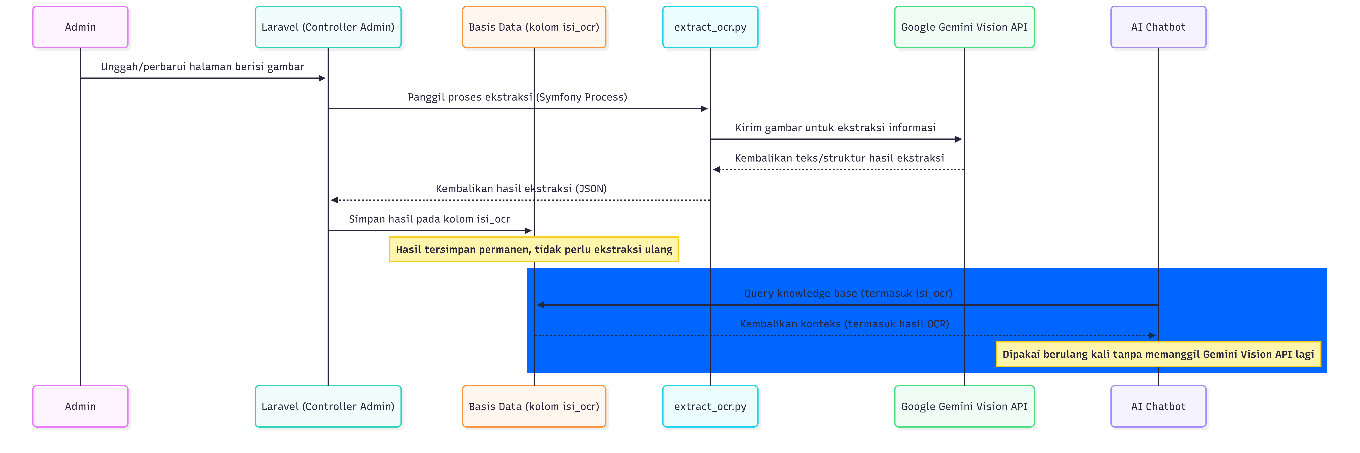 Admin
Laravel (Controller Admin)
Basis Data (kolom isi_ocr)
extract_ocr.py
Google Gemini Vision API
AI Chatbot
Unggah/perbarui halaman berisi gambar
Panggil proses ekstraksi (Symfony Process)
Kirim gambar untuk ekstraksi informasi
Kembalikan teks/struktur hasil ekstraksi
Kembalikan hasil ekstraksi (JSON)
Simpan hasil pada kolom isi_ocr
Hasil tersimpan permanen, tidak perlu ekstraksi ulang
Query knowledge base (termasuk isi_ocr)
Kembalikan konteks (termasuk hasil OCR)
Dipakai berulang kali tanpa memanggil Gemini Vision API lagi
Admin
Laravel (Controller Admin)
Basis Data (kolom isi_ocr)
extract_ocr.py
Google Gemini Vision API
AI Chatbot